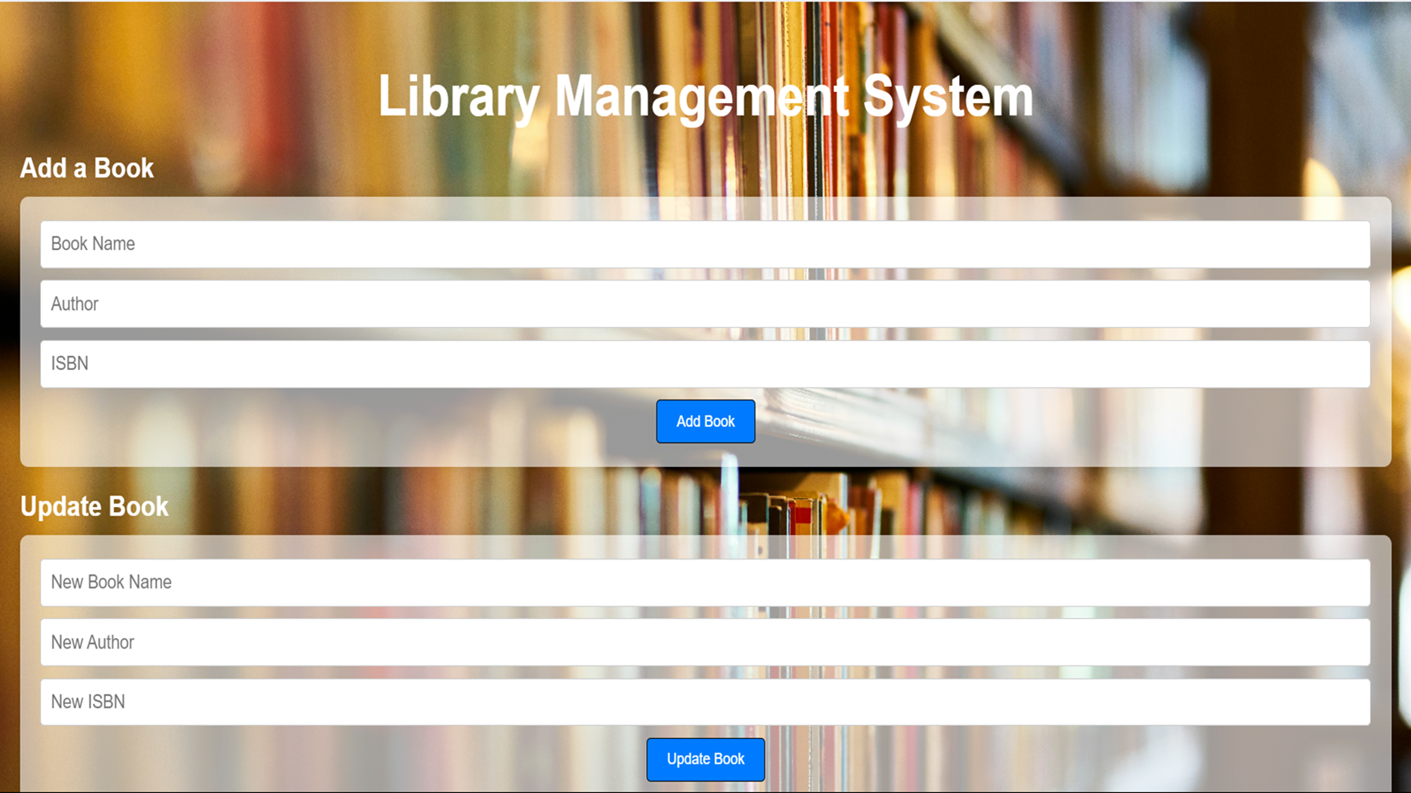 Library Management System
Add a Book
Book Name
Author
ISBN
Add Book
Update Book
New Book Name
New Author
New ISBN
Update Book